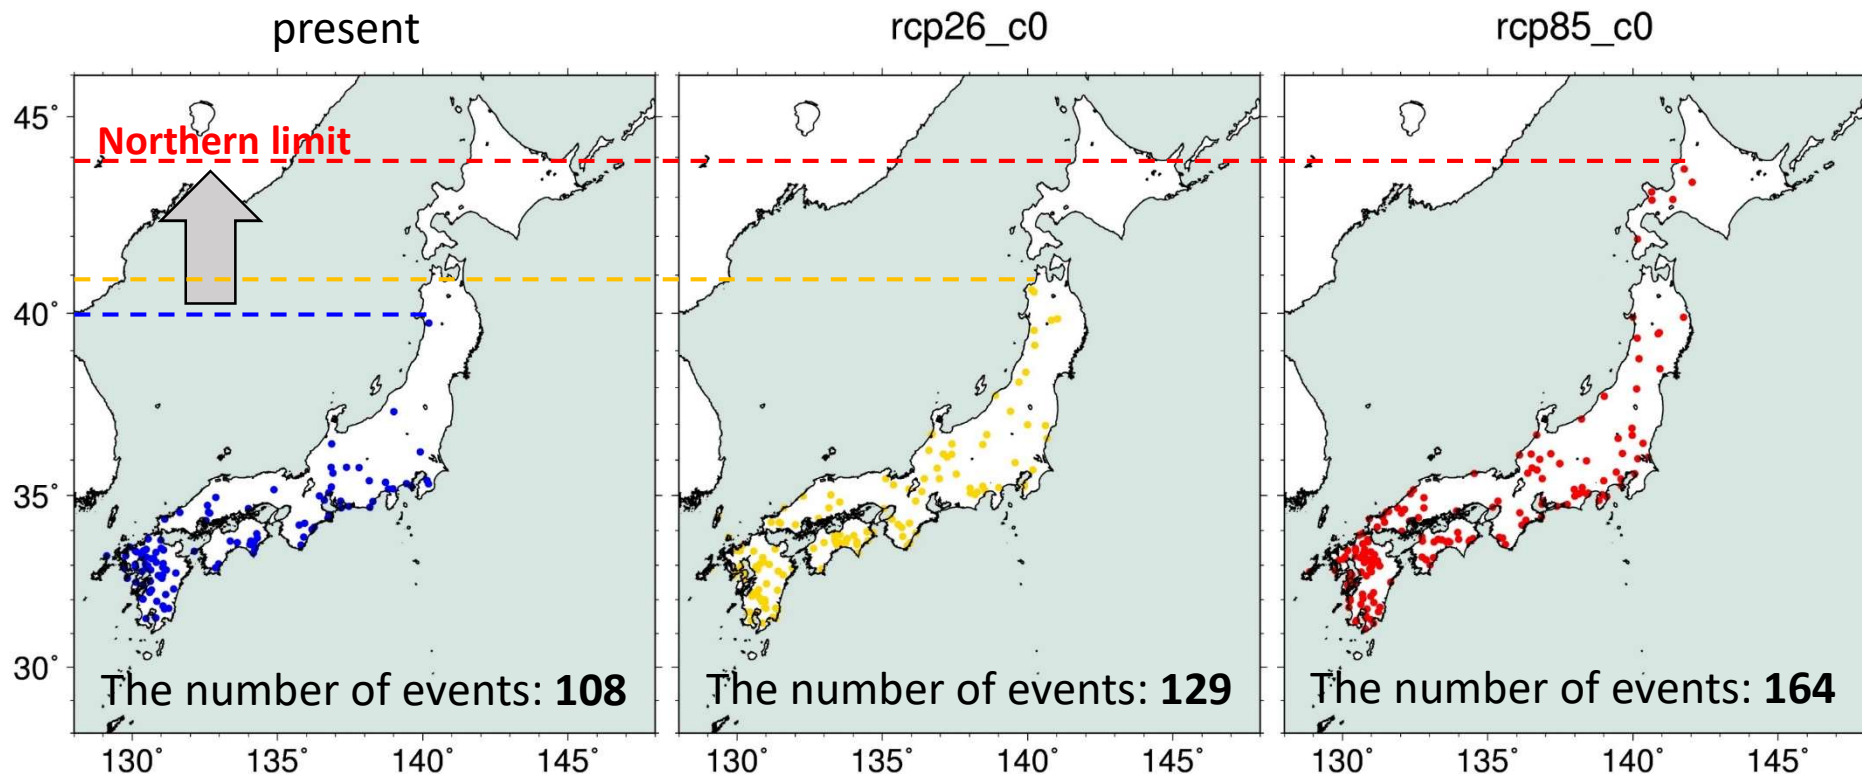 present
rcp26_c0
rcp85_c0
45°
Northern limit
40°
35°
30°
The number of events: 108
The number of events: 129
The number of events: 164
130° 135° 140° 145°
130° 135° 140° 145°
130° 135° 140° 145°